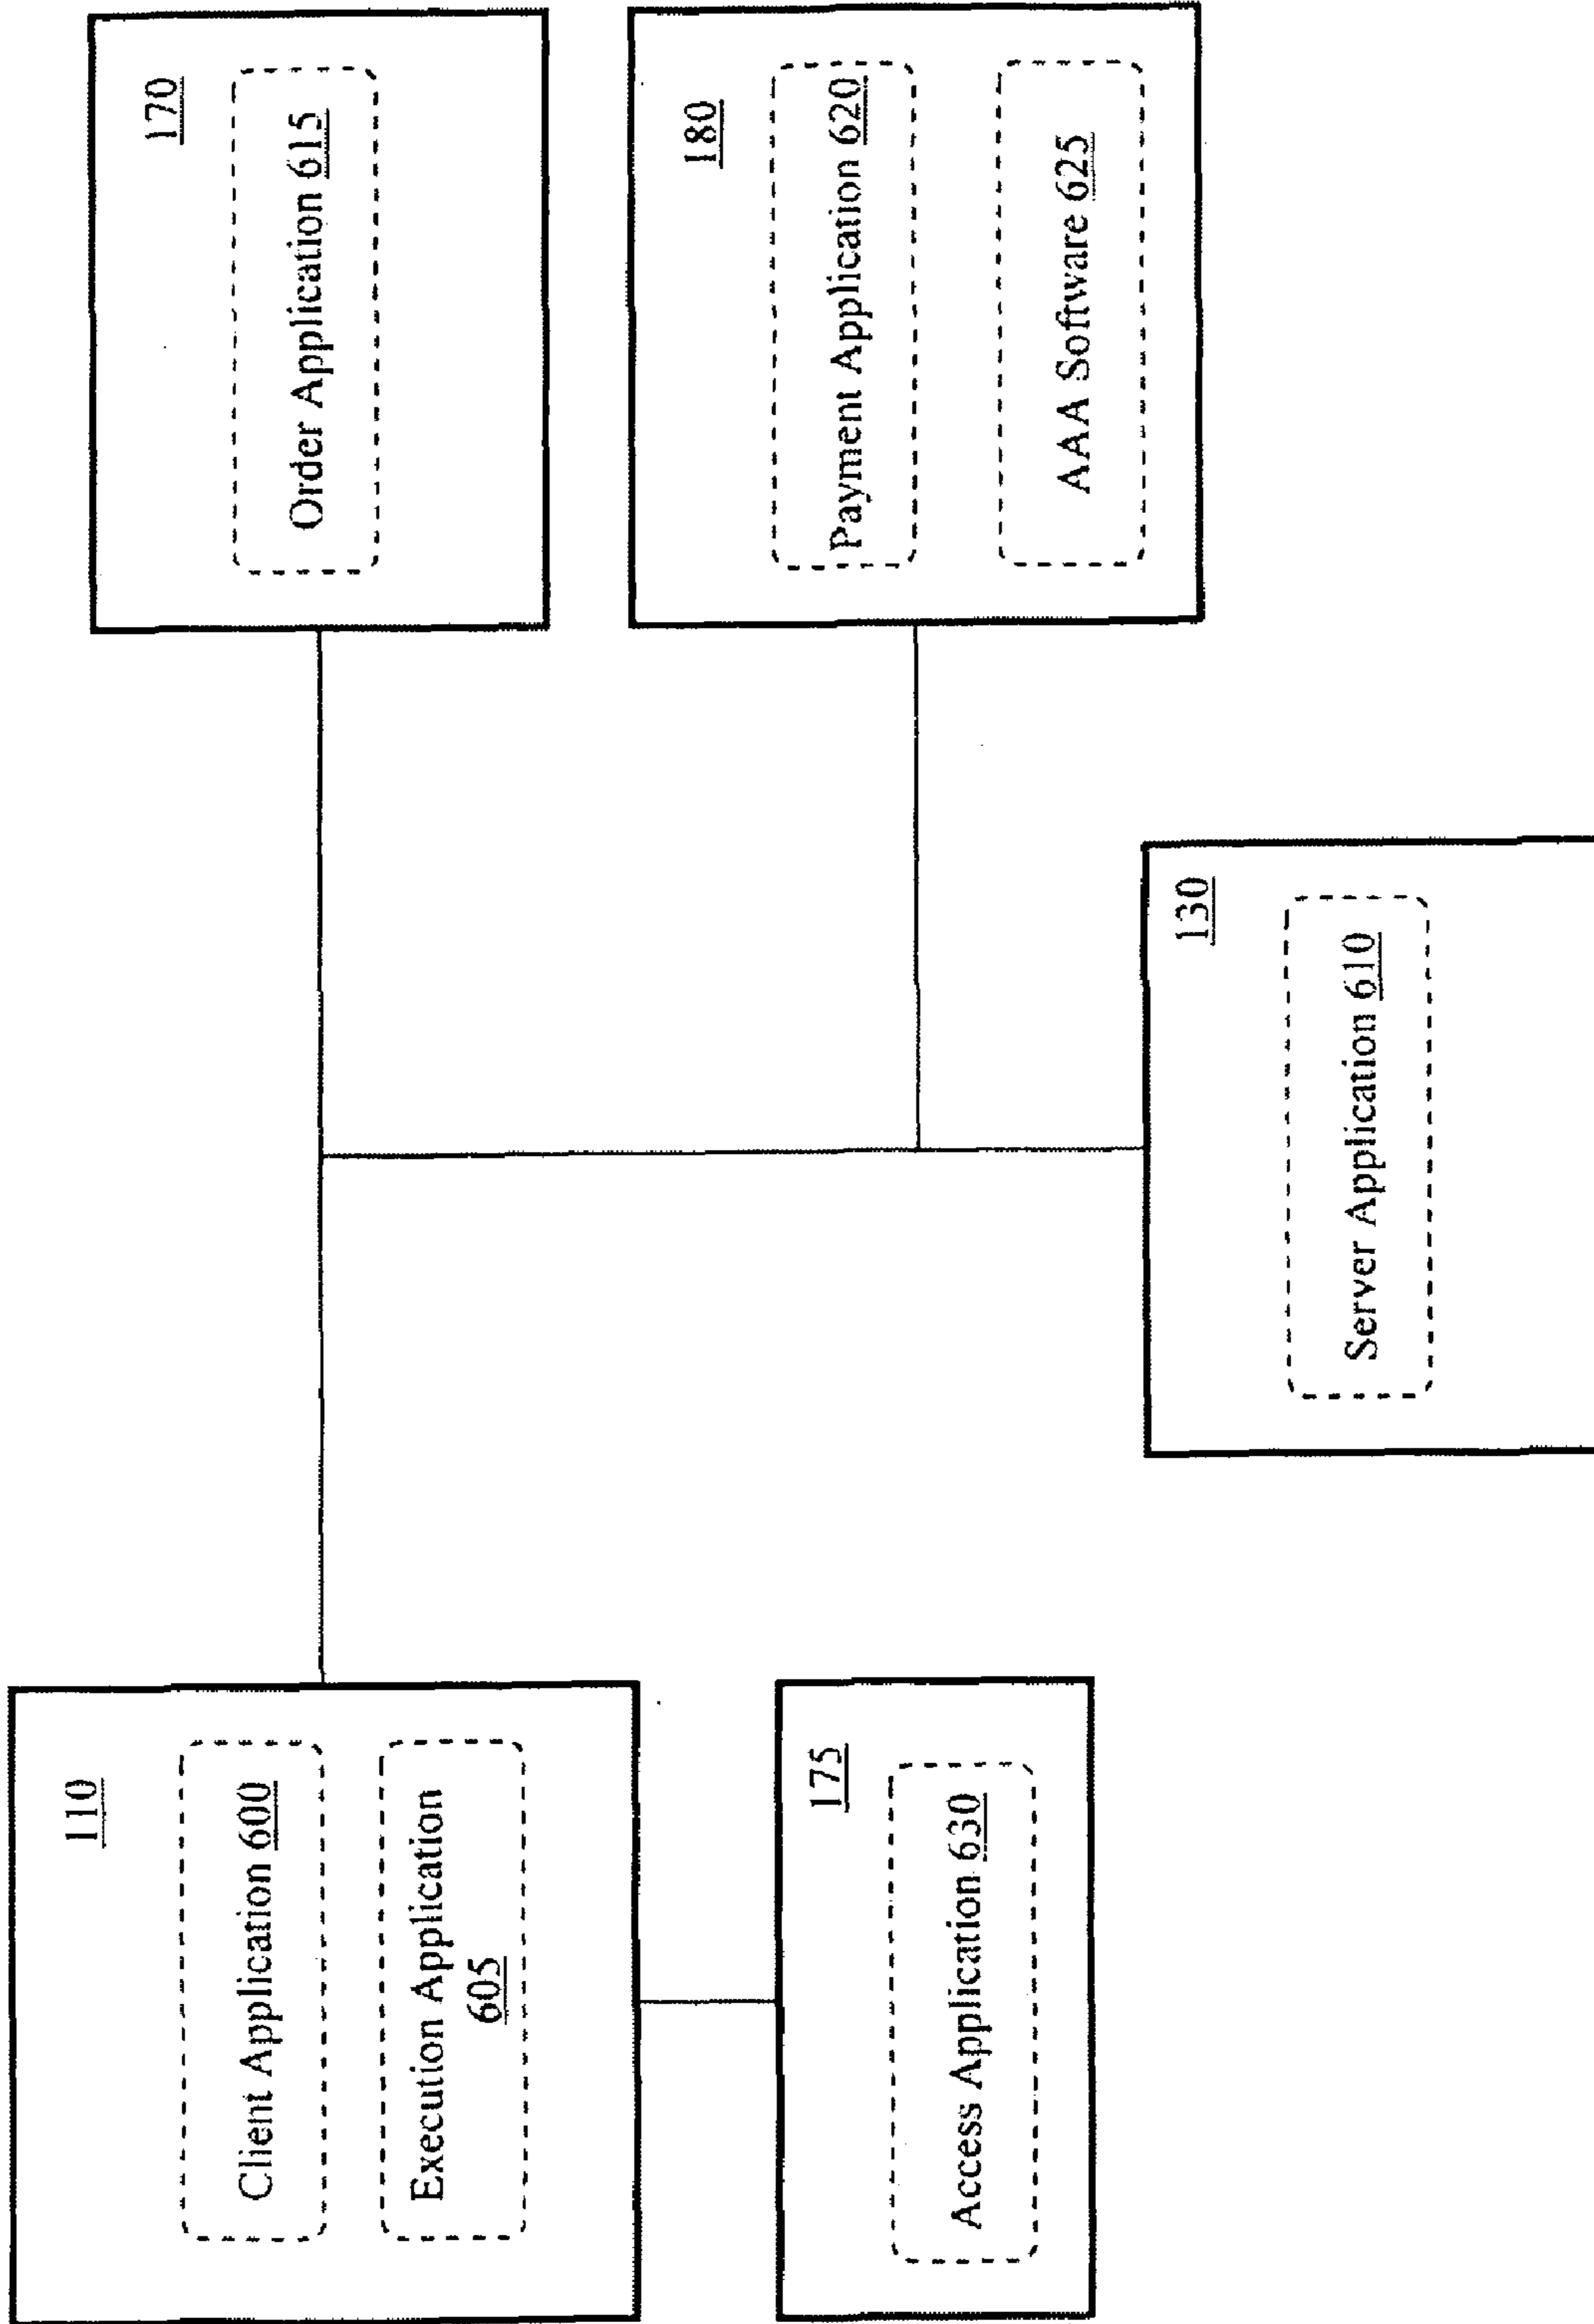 110
Client Application 600
Execution Application
605
175
Access Application 630
130
Server Application 610
170
Order Application 615
180
Payment Application 620
AAA Software 625